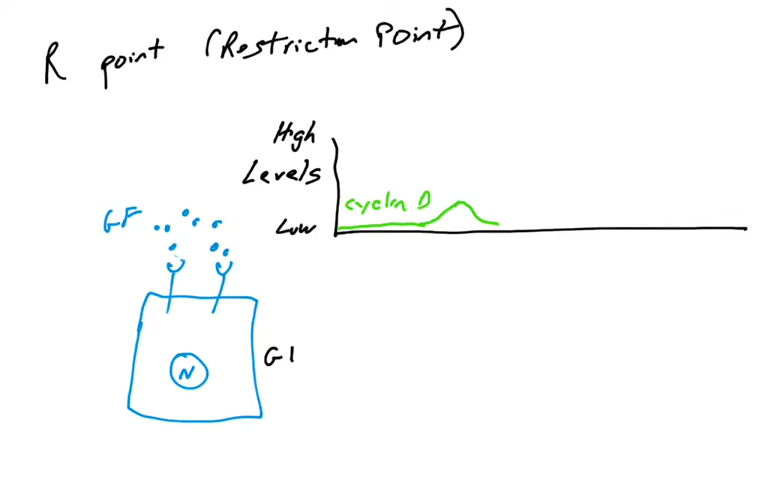 R point (Restriction Point)
High
Levels
cyclin D
Low
GF
N
G1